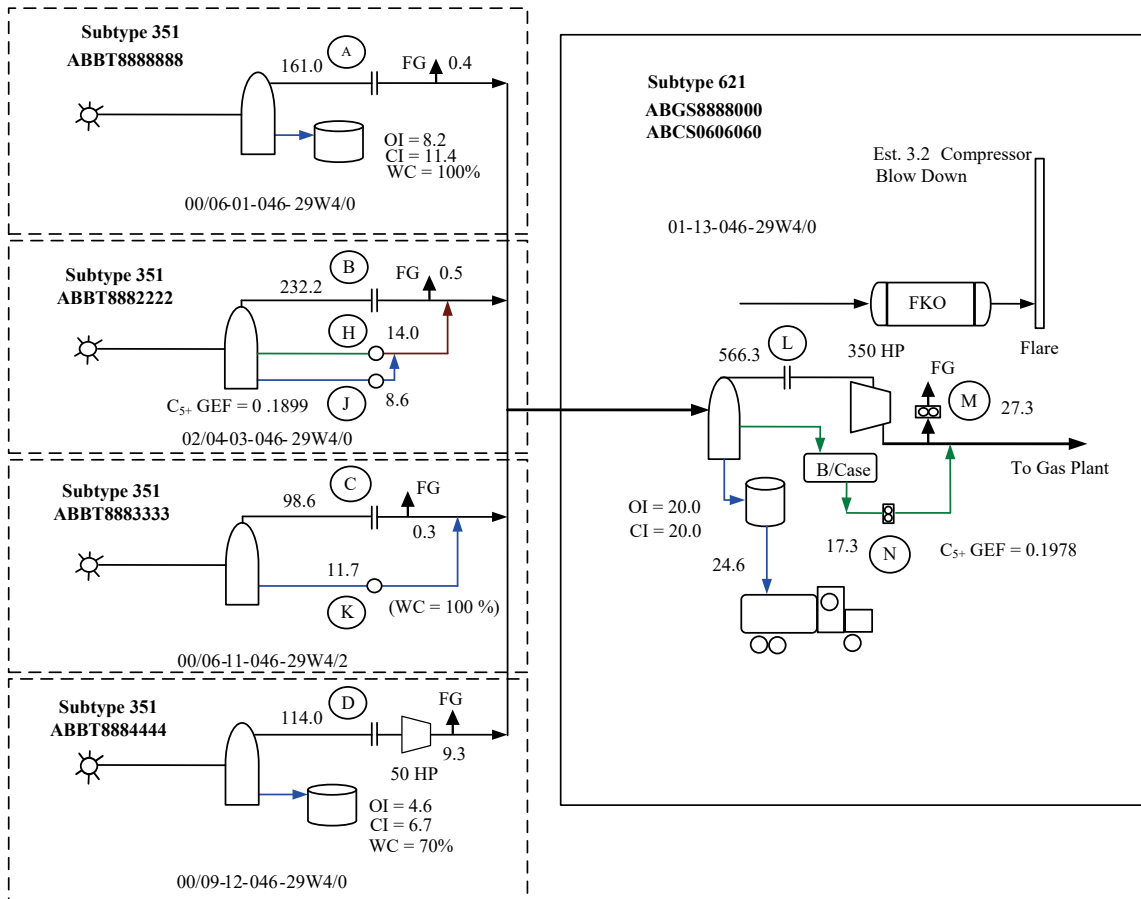 Subtype 351
ABBT8888888
161.0
A
FG
0.4
OI = 8.2
CI = 11.4
WC = 100%
00/06-01-046-29W4/0
Subtype 351
ABBT8882222
232.2
B
FG
0.5
H
14.0
J
8.6
C5+ GEF = 0 .1899
02/04-03-046-29W4/0
Subtype 351
ABBT8883333
98.6
C
FG
0.3
11.7
K
(WC = 100 %)
00/06-11-046-29W4/2
Subtype 351
ABBT8884444
114.0
D
FG
9.3
50 HP
OI = 4.6
CI = 6.7
WC = 70%
00/09-12-046-29W4/0
Subtype 621
ABGS8888000
ABCS0606060
Est. 3.2 Compressor
Blow Down
01-13-046-29W4/0
FKO
Flare
566.3
L
350 HP
FG
M
27.3
To Gas Plant
B/Case
OI = 20.0
CI = 20.0
24.6
17.3
N
C5+ GEF = 0.1978